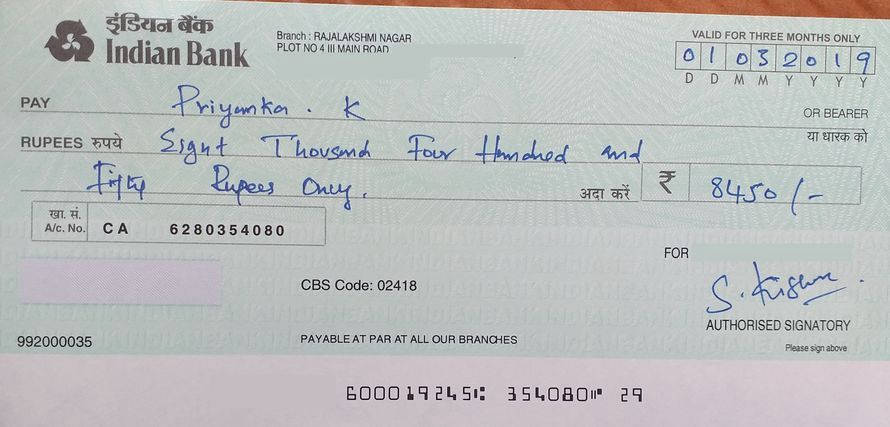 इंडियन बैंक
Indian Bank
Branch : RAJALAKSHMI NAGAR
PLOT NO 4 III MAIN ROAD
VALID FOR THREE MONTHS ONLY
0 1 0 3 2 0 1 9
D D M M Y Y Y Y
PAY Priyanka . K OR BEARER
या धारक को
RUPEES रुपये Eight Thousand Four Hundred and
Fifty Rupees Only. अदा करें ₹ 8450/-
खा. सं.
A/c. No. CA 6280354080
FOR
CBS Code: 02418
S. Krishna
AUTHORISED SIGNATORY
Please sign above
992000035 PAYABLE AT PAR AT ALL OUR BRANCHES
600019245⑆ 354080⑈ 29